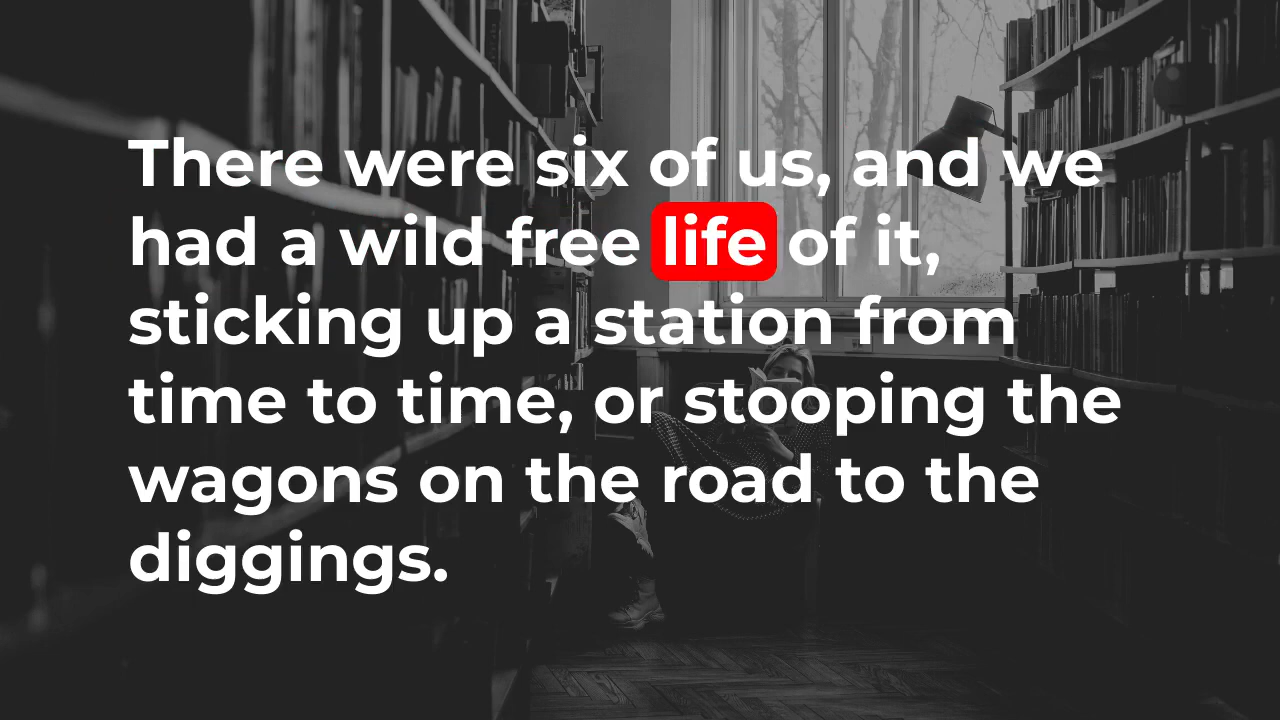 There were six of us, and we
had a wild free life of it,
sticking up a station from
time to time, or stooping the
wagons on the road to the
diggings.